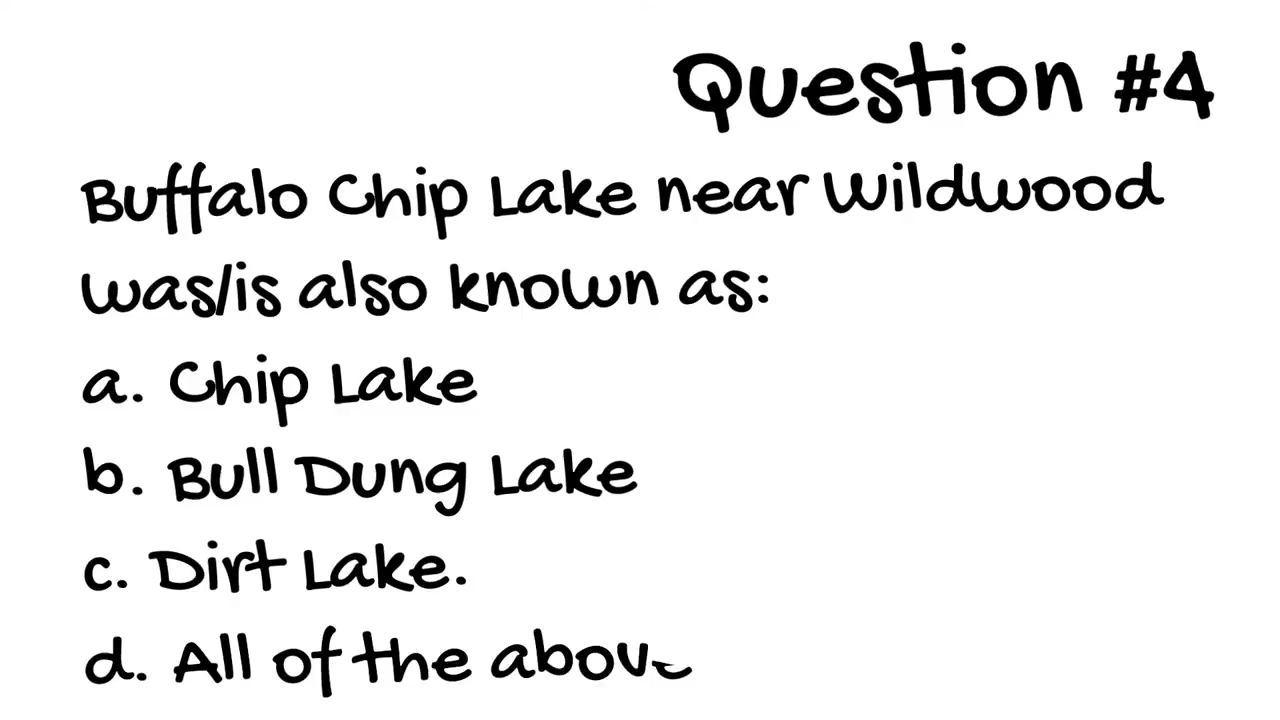 Question #4
Buffalo Chip Lake near Wildwood
was/is also known as:
a. Chip Lake
b. Bull Dung Lake
c. Dirt Lake.
d. All of the above